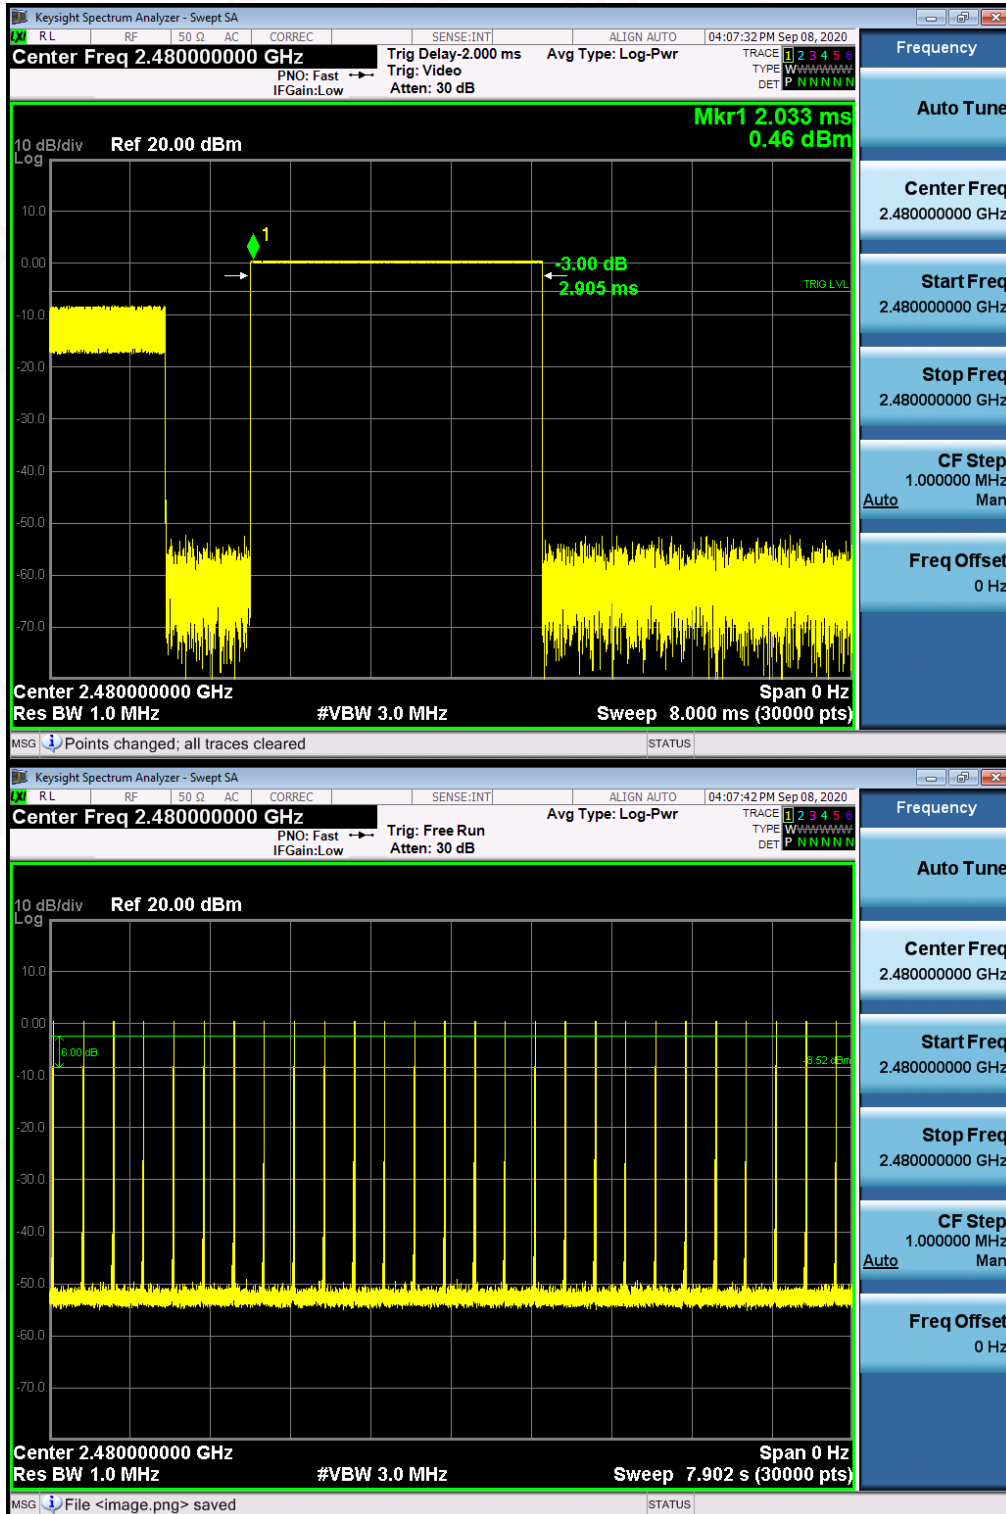 Keysight Spectrum Analyzer - Swept SA
LXI RL RF 50 Ω AC CORREC SENSE:INT ALIGN AUTO 04:07:32 PM Sep 08, 2020
Center Freq 2.480000000 GHz
PNO: Fast
IFGain:Low
Trig Delay-2.000 ms
Trig: Video
Atten: 30 dB
Avg Type: Log-Pwr
TRACE 1 2 3 4 5 6
TYPE WWWWWW
DET P N N N N N
Frequency
Auto Tune
Center Freq
2.480000000 GHz
Start Freq
2.480000000 GHz
Stop Freq
2.480000000 GHz
CF Step
1.000000 MHz
Auto Man
Freq Offset
0 Hz
Mkr1 2.033 ms
0.46 dBm
10 dB/div Ref 20.00 dBm
Log
10.0
1
0.00
-3.00 dB
2.905 ms
TRIG LVL
-10.0
-20.0
-30.0
-40.0
-50.0
-60.0
-70.0
Center 2.480000000 GHz Span 0 Hz
Res BW 1.0 MHz #VBW 3.0 MHz Sweep 8.000 ms (30000 pts)
MSG Points changed; all traces cleared STATUS
Keysight Spectrum Analyzer - Swept SA
LXI RL RF 50 Ω AC CORREC SENSE:INT ALIGN AUTO 04:07:42 PM Sep 08, 2020
Center Freq 2.480000000 GHz
PNO: Fast
IFGain:Low
Trig: Free Run
Atten: 30 dB
Avg Type: Log-Pwr
TRACE 1 2 3 4 5 6
TYPE WWWWWW
DET P N N N N N
Frequency
Auto Tune
Center Freq
2.480000000 GHz
Start Freq
2.480000000 GHz
Stop Freq
2.480000000 GHz
CF Step
1.000000 MHz
Auto Man
Freq Offset
0 Hz
10 dB/div Ref 20.00 dBm
Log
10.0
0.00
6.00 dB
-8.52 dBm
-10.0
-20.0
-30.0
-40.0
-50.0
-60.0
-70.0
Center 2.480000000 GHz Span 0 Hz
Res BW 1.0 MHz #VBW 3.0 MHz Sweep 7.902 s (30000 pts)
MSG File <image.png> saved STATUS